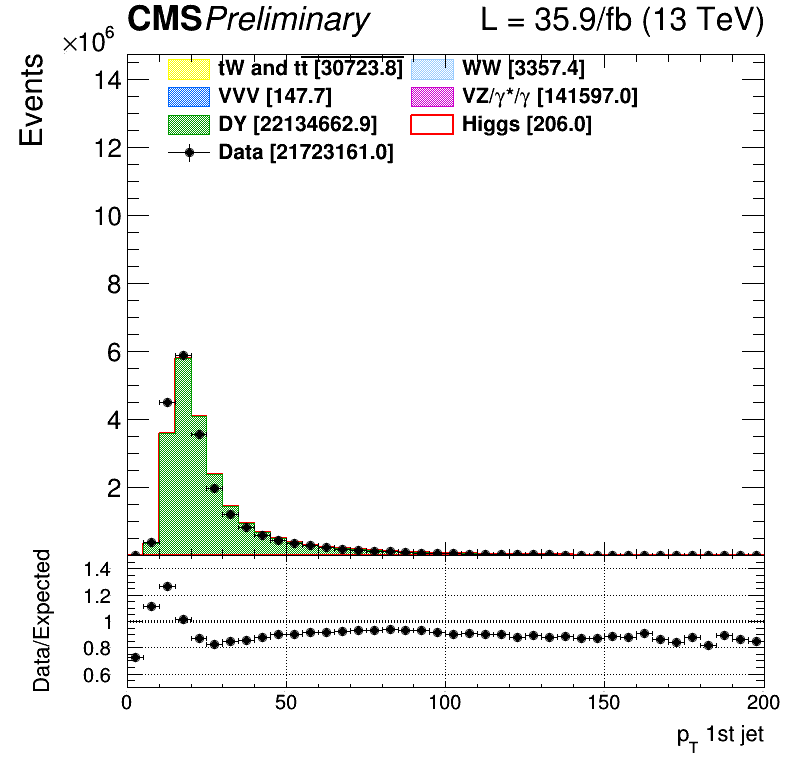 CMS Preliminary L = 35.9/fb (13 TeV)
×10⁶
Events
tW and tt [30723.8] WW [3357.4]
VVV [147.7] VZ/γ*/γ [141597.0]
DY [22134662.9] Higgs [206.0]
Data [21723161.0]
14
12
10
8
6
4
2
Data/Expected
1.4
1.2
1
0.8
0.6
0 50 100 150 200
p_T 1st jet